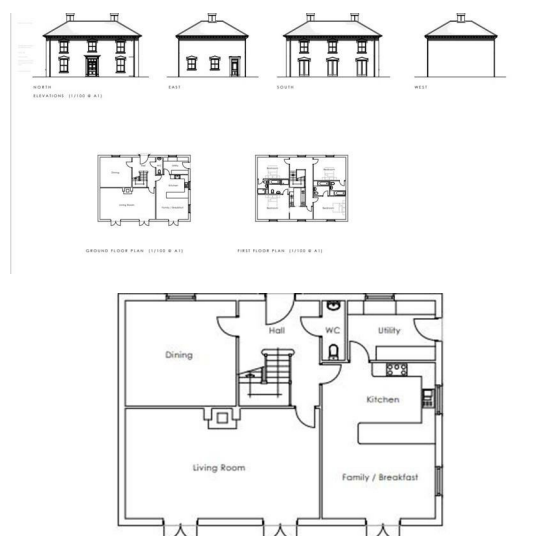 NORTH
EAST
SOUTH
WEST
ELEVATIONS (1/100 @ A1)
GROUND FLOOR PLAN (1/100 @ A1)
FIRST FLOOR PLAN (1/100 @ A1)
Hall
WC
Utility
Dining
Kitchen
Living Room
Family / Breakfast